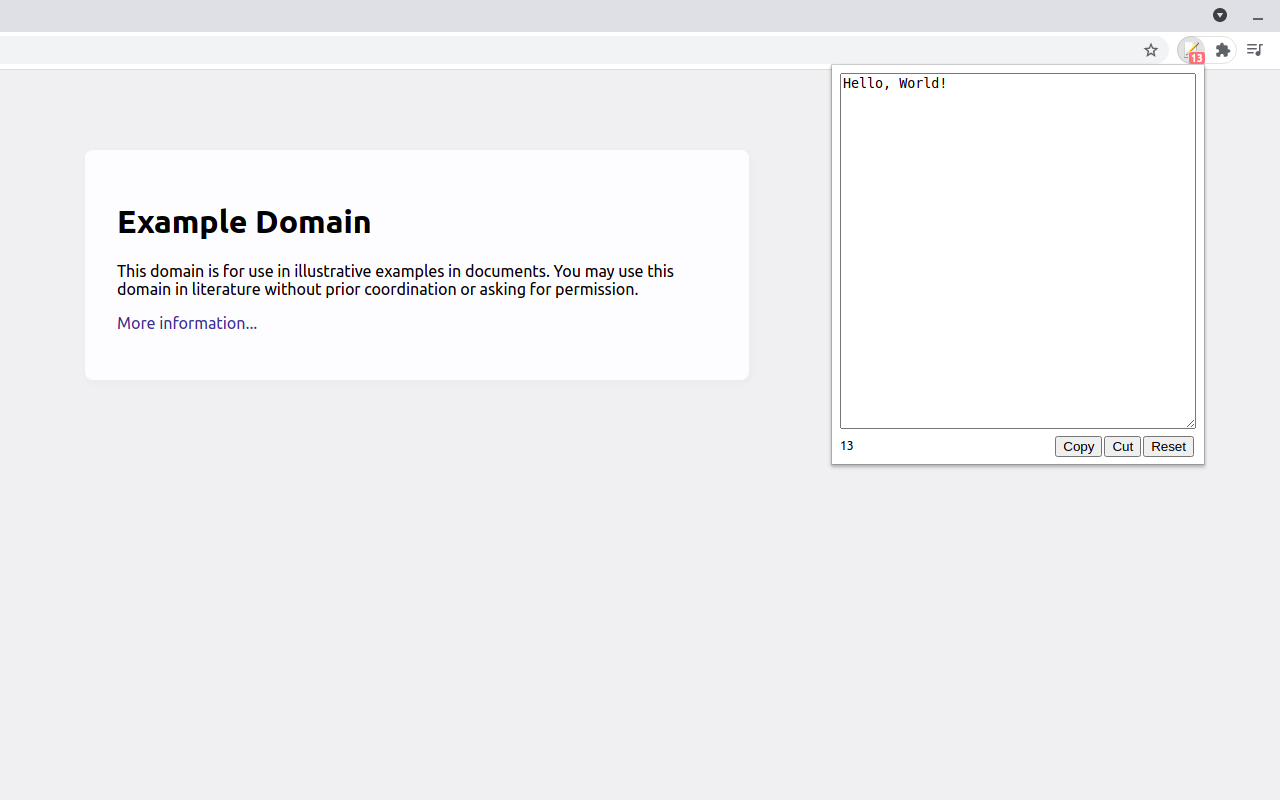 13
Hello, World!
Example Domain
This domain is for use in illustrative examples in documents. You may use this
domain in literature without prior coordination or asking for permission.
More information...
13
Copy Cut Reset